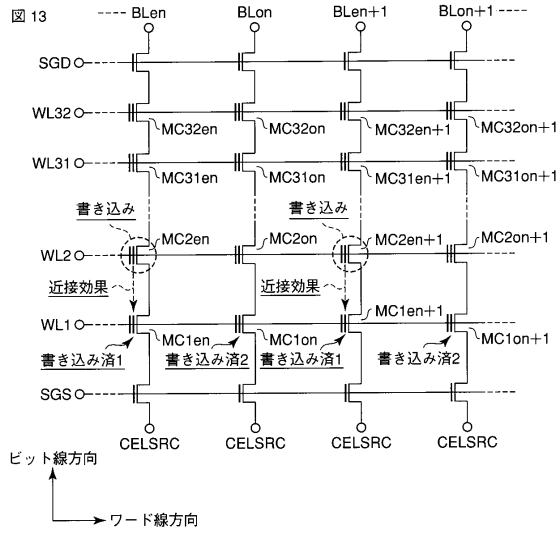 図 13
BLen BLon BLen+1 BLon+1
SGD
WL32
MC32en MC32on MC32en+1 MC32on+1
WL31
MC31en MC31on MC31en+1 MC31on+1
書き込み 書き込み
MC2en MC2on MC2en+1 MC2on+1
WL2
近接効果 近接効果
MC1en+1
WL1
MC1en MC1on MC1on+1
書き込み済1 書き込み済2 書き込み済1 書き込み済2
SGS
CELSRC CELSRC CELSRC CELSRC
ビット線方向
ワード線方向